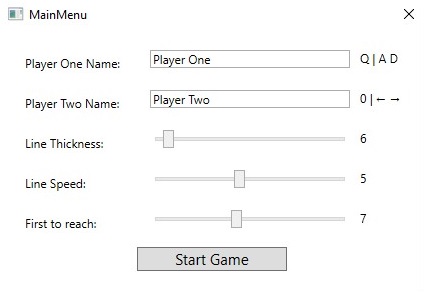 MainMenu
Player One Name: Player One Q | A D
Player Two Name: Player Two 0 | ← →
Line Thickness: 6
Line Speed: 5
First to reach: 7
Start Game